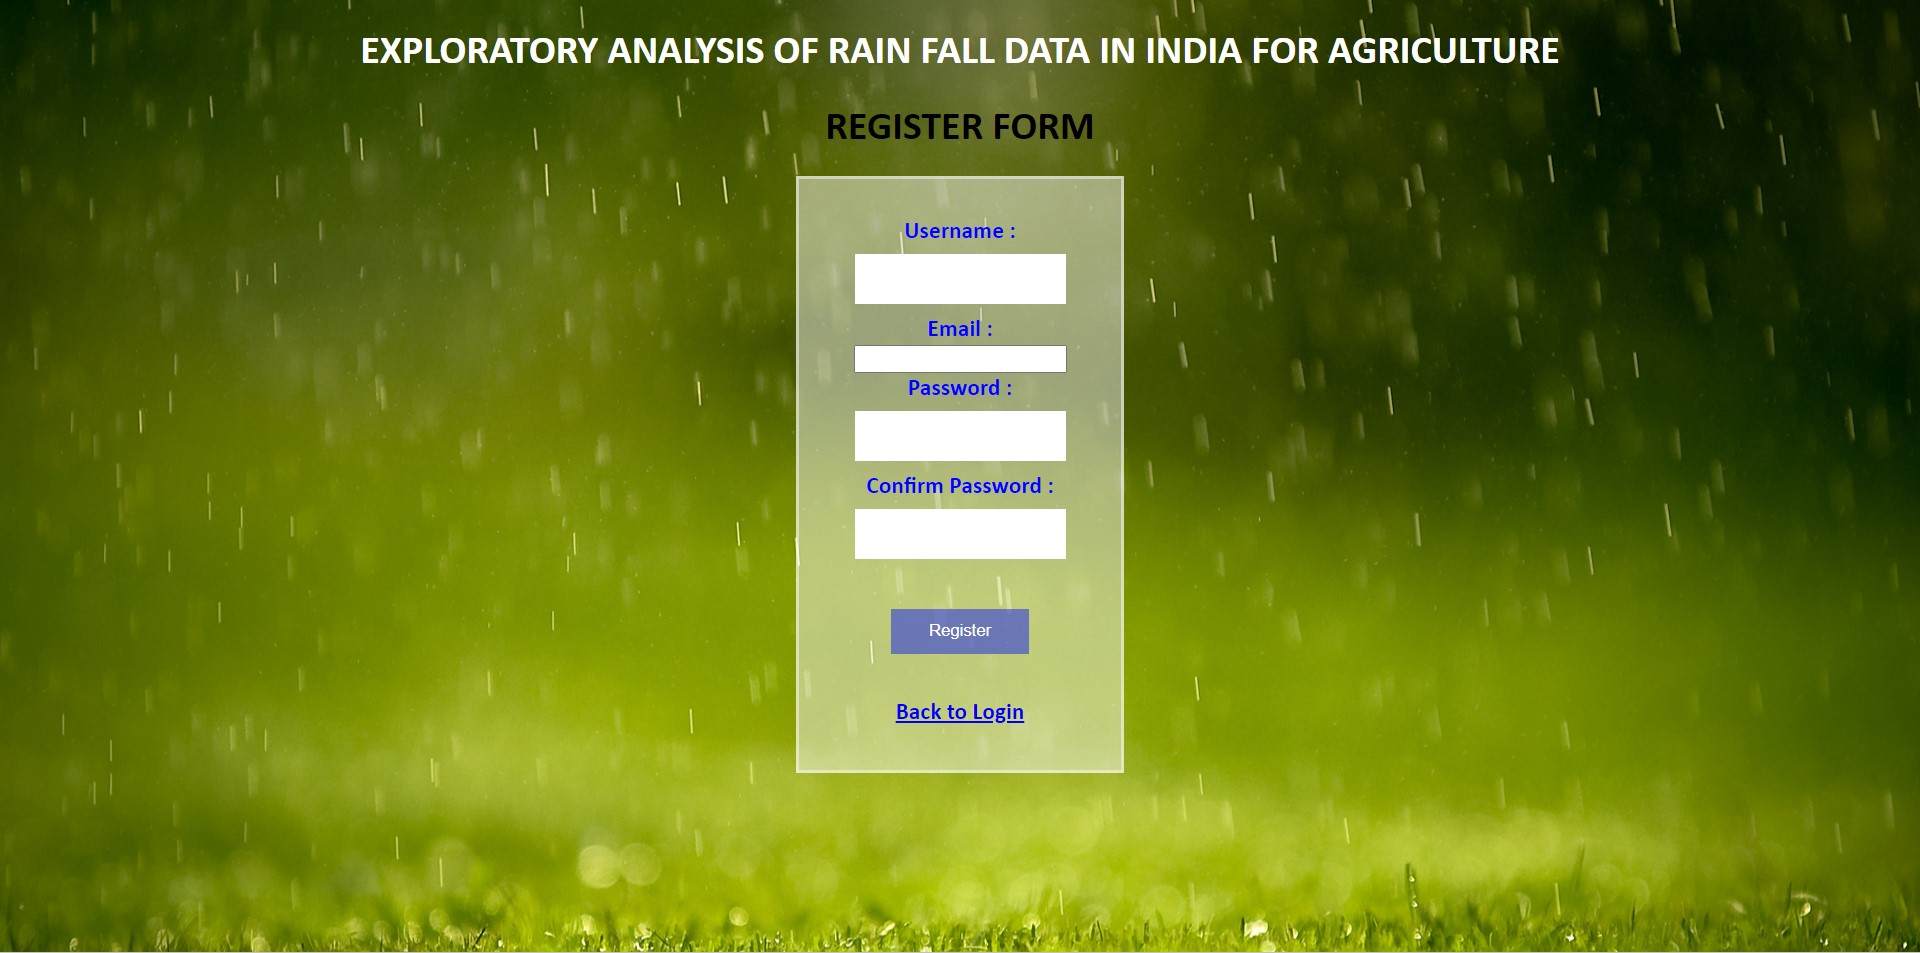 EXPLORATORY ANALYSIS OF RAIN FALL DATA IN INDIA FOR AGRICULTURE
REGISTER FORM
Username :
Email :
Password :
Confirm Password :
Register
Back to Login